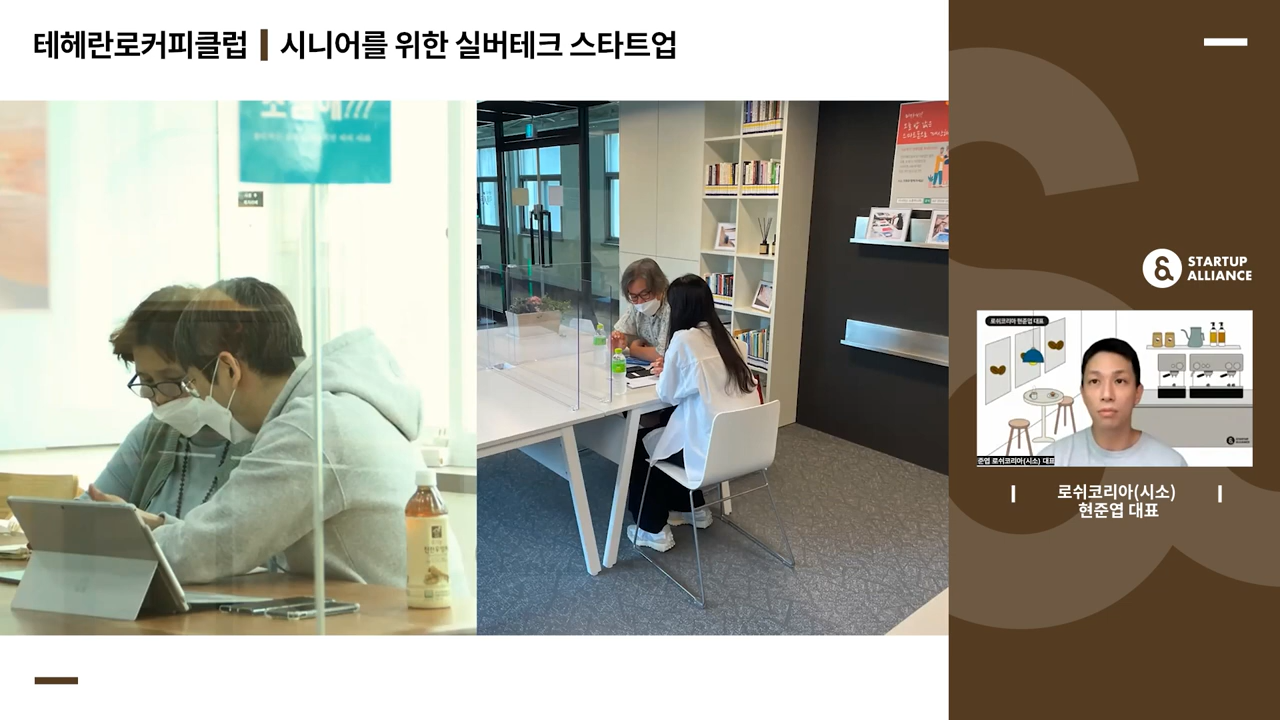 테헤란로커피클럽 | 시니어를 위한 실버테크 스타트업
STARTUP
ALLIANCE
로쉬코리아 현준엽 대표
준엽 로쉬코리아(시소) 대표
로쉬코리아(시소)
현준엽 대표